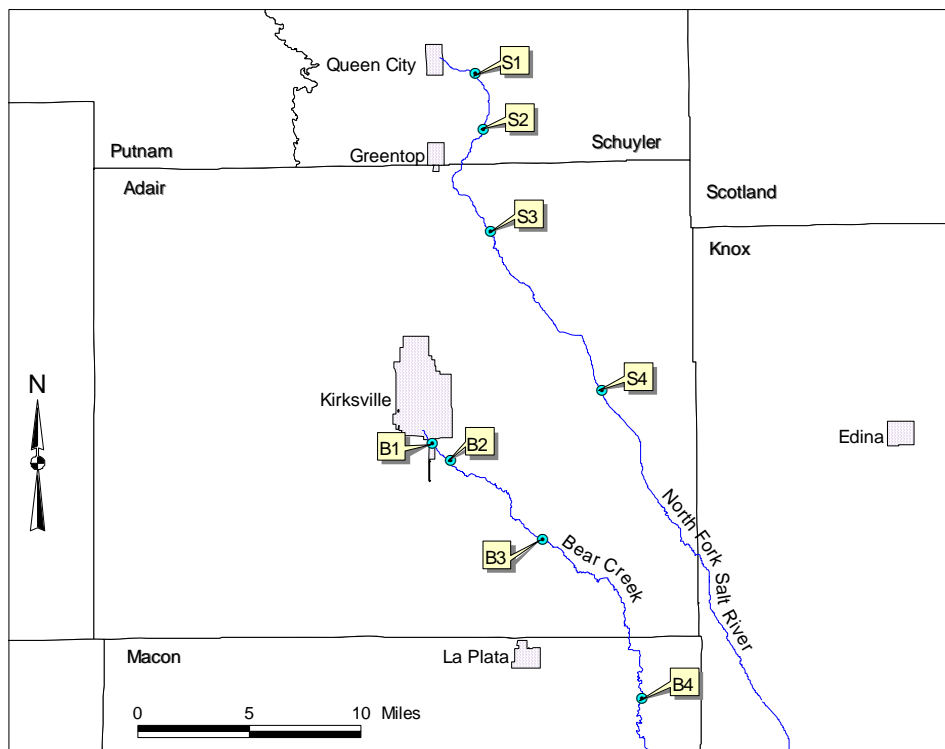 Queen City
S1
S2
Putnam
Greentop
Schuyler
Adair
Scotland
S3
Knox
N
Kirksville
S4
B1
B2
Edina
North Fork Salt River
B3
Bear Creek
Macon
La Plata
B4
0 5 10 Miles